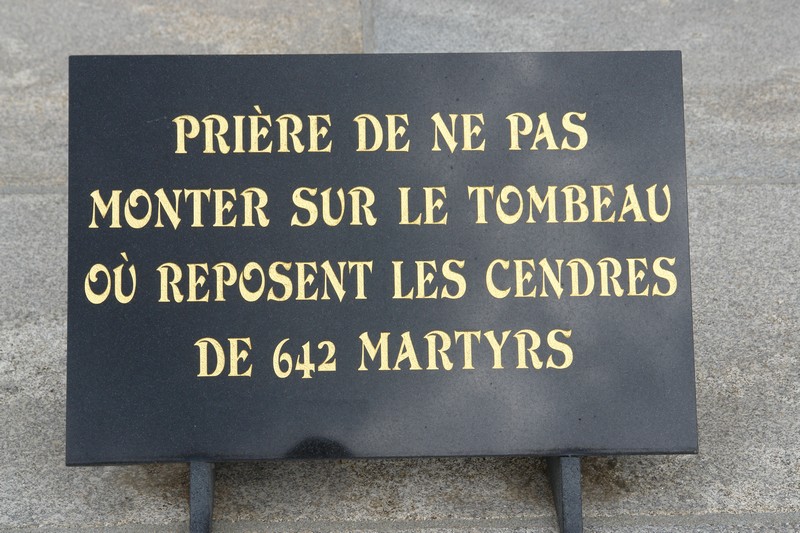 PRIÈRE DE NE PAS
MONTER SUR LE TOMBEAU
OÙ REPOSENT LES CENDRES
DE 642 MARTYRS